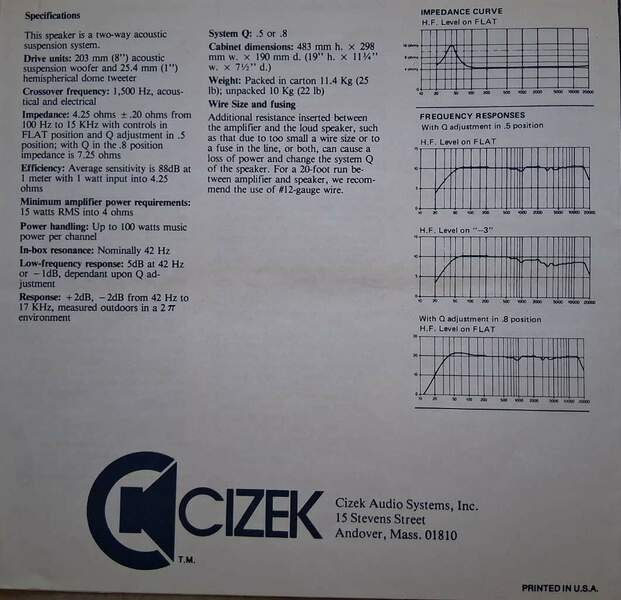 Specifications
This speaker is a two-way acoustic
suspension system.
Drive units: 203 mm (8”) acoustic
suspension woofer and 25.4 mm (1”)
hemispherical dome tweeter
Crossover frequency: 1,500 Hz, acous-
tical and electrical
Impedance: 4.25 ohms ± .20 ohms from
100 Hz to 15 KHz with controls in
FLAT position and Q adjustment in .5
position; with Q in the .8 position
impedance is 7.25 ohms
Efficiency: Average sensitivity is 88dB at
1 meter with 1 watt input into 4.25
ohms
Minimum amplifier power requirements:
15 watts RMS into 4 ohms
Power handling: Up to 100 watts music
power per channel
In-box resonance: Nominally 42 Hz
Low-frequency response: 5dB at 42 Hz
or −1dB, dependant upon Q ad-
justment
Response: +2dB, −2dB from 42 Hz to
17 KHz, measured outdoors in a 2 π
environment
System Q: .5 or .8
Cabinet dimensions: 483 mm h. × 298
mm w. × 190 mm d. (19” h. × 11¼”
w. × 7½” d.)
Weight: Packed in carton 11.4 Kg (25
lb); unpacked 10 Kg (22 lb)
Wire Size and fusing
Additional resistance inserted between
the amplifier and the loud speaker, such
as that due to too small a wire size or to
a fuse in the line, or both, can cause a
loss of power and change the system Q
of the speaker. For a 20-foot run be-
tween amplifier and speaker, we recom-
mend the use of #12-gauge wire.
IMPEDANCE CURVE
H.F. Level on FLAT
FREQUENCY RESPONSES
With Q adjustment in .5 position
H.F. Level on FLAT
H.F. Level on “−3”
With Q adjustment in .8 position
H.F. Level on FLAT
CIZEK
T.M.
Cizek Audio Systems, Inc.
15 Stevens Street
Andover, Mass. 01810
PRINTED IN U.S.A.